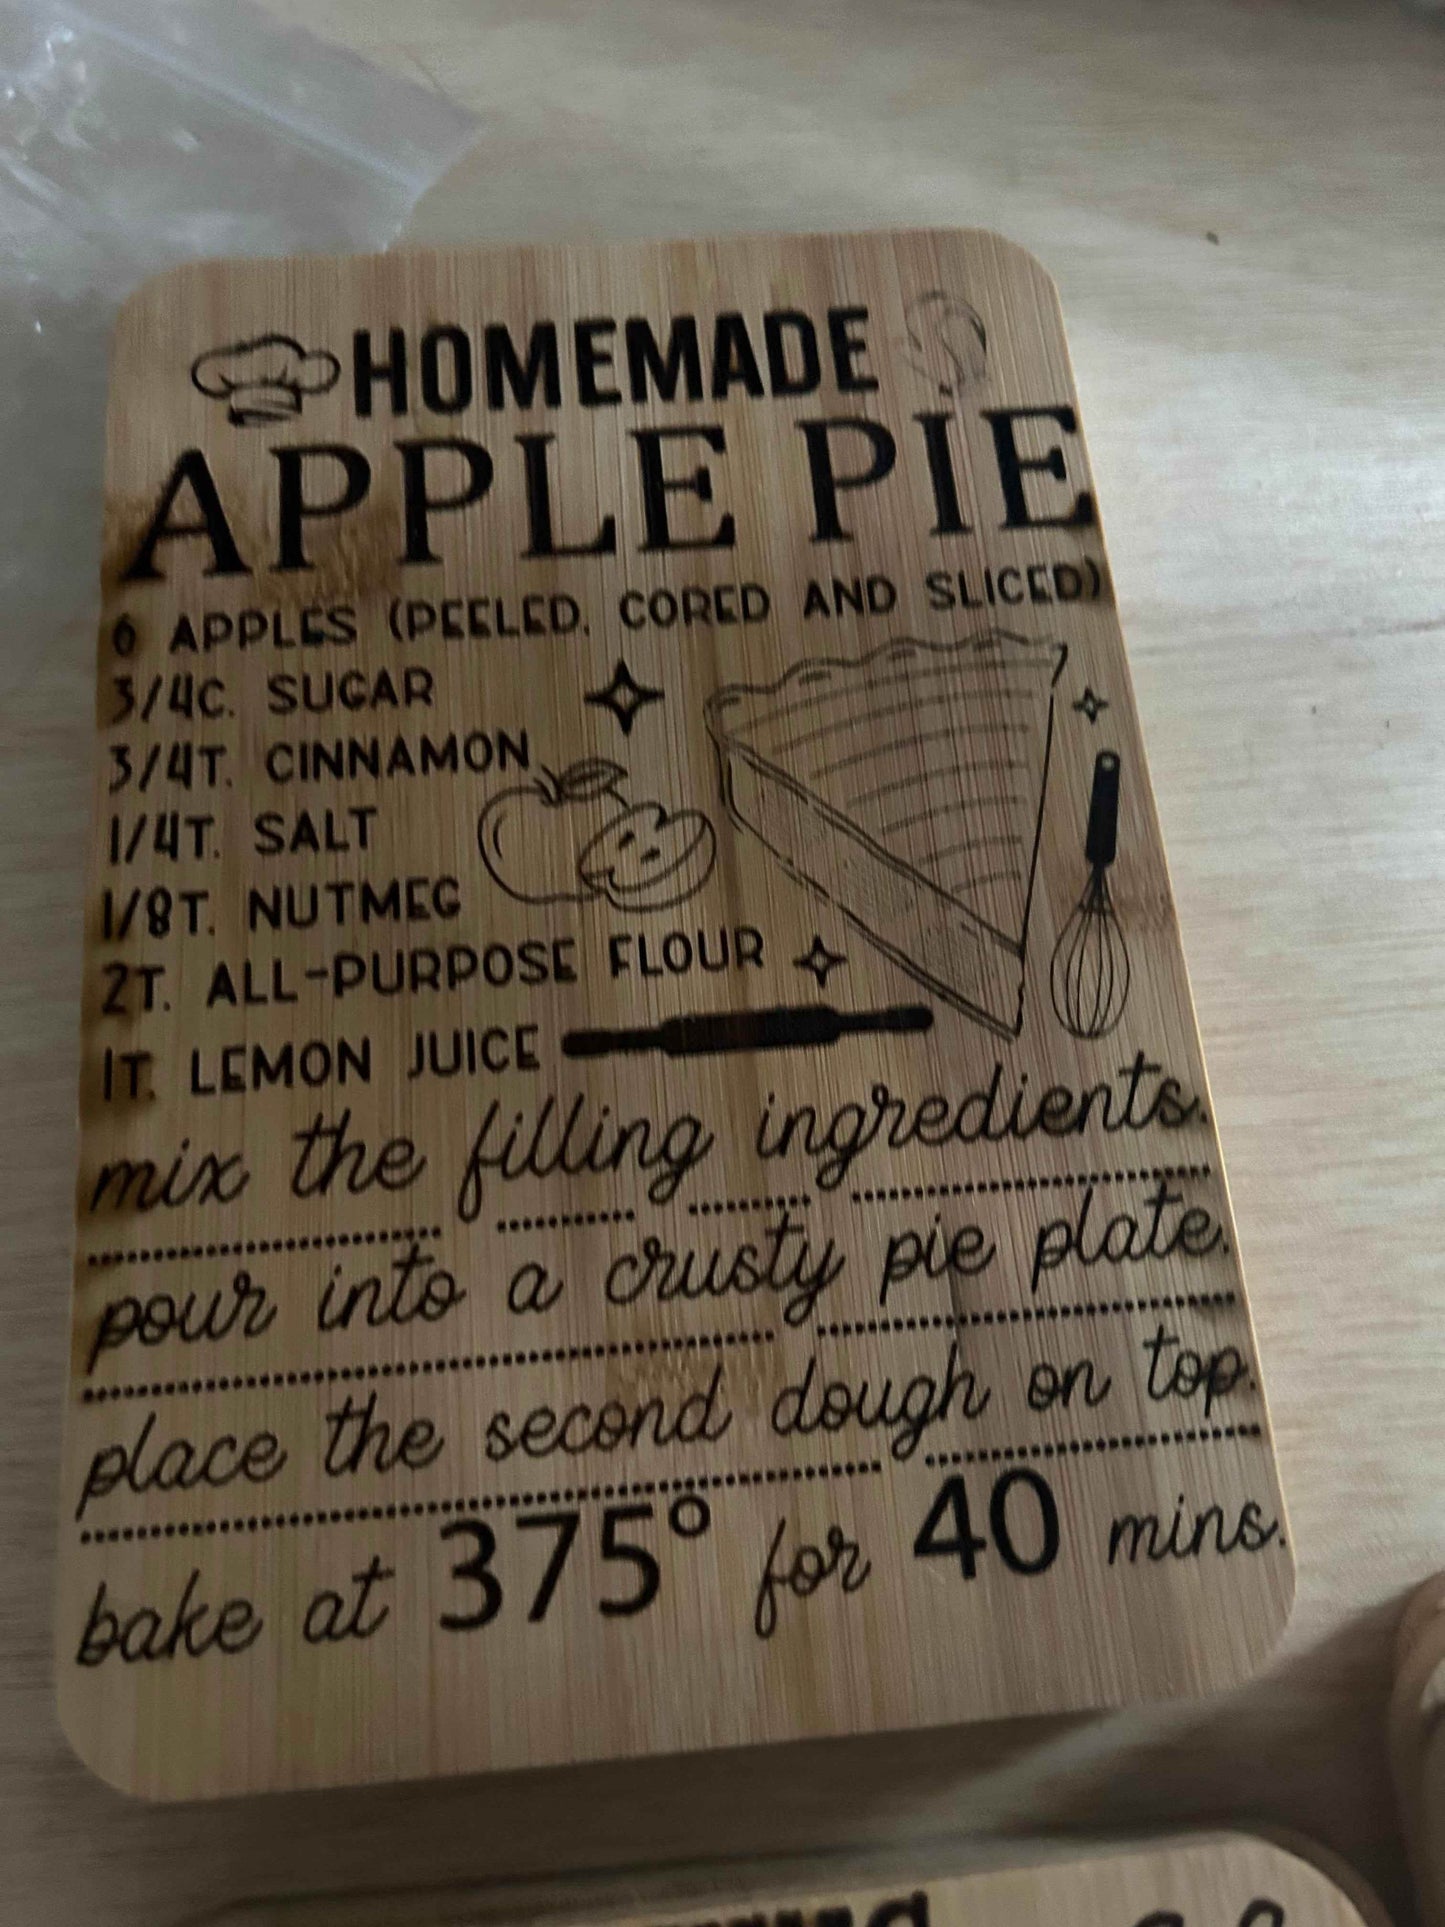 HOMEMADE
APPLE PIE
6 APPLES (PEELED, CORED AND SLICED)
3/4C. SUGAR
3/4T. CINNAMON
1/4T. SALT
1/8T. NUTMEG
2T. ALL-PURPOSE FLOUR
1T. LEMON JUICE
mix the filling ingredients.
pour into a crusty pie plate.
place the second dough on top.
bake at 375° for 40 mins.